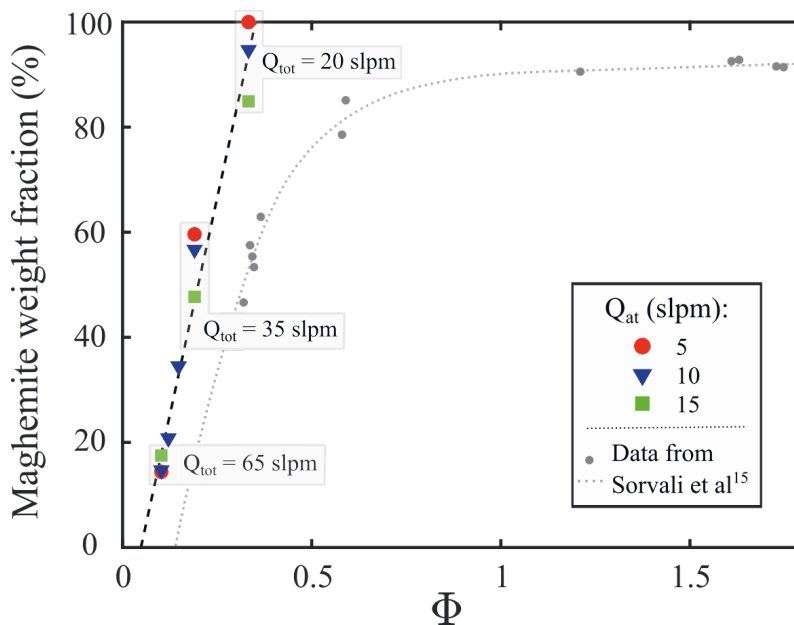 Maghemite weight fraction (%)
100
80
60
40
20
0
0
0.5
1
1.5
Φ
Qtot = 20 slpm
Qtot = 35 slpm
Qtot = 65 slpm
Qat (slpm):
5
10
15
Data from
Sorvali et al15